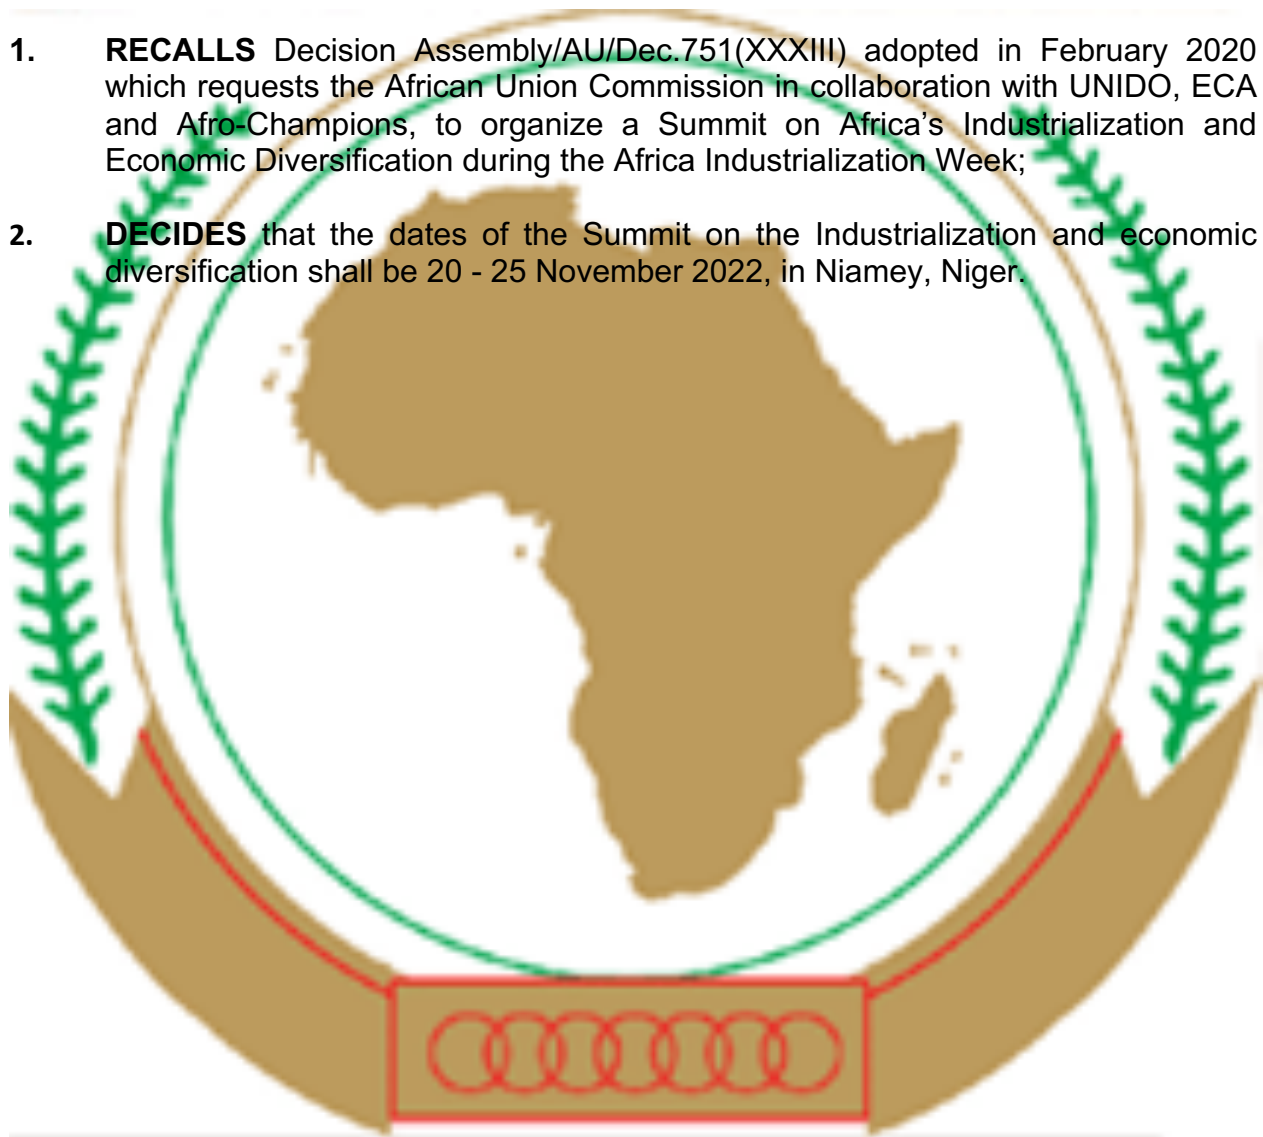 1. RECALLS Decision Assembly/AU/Dec.751(XXXIII) adopted in February 2020
which requests the African Union Commission in collaboration with UNIDO, ECA
and Afro-Champions, to organize a Summit on Africa’s Industrialization and
Economic Diversification during the Africa Industrialization Week;
2. DECIDES that the dates of the Summit on the Industrialization and economic
diversification shall be 20 - 25 November 2022, in Niamey, Niger.